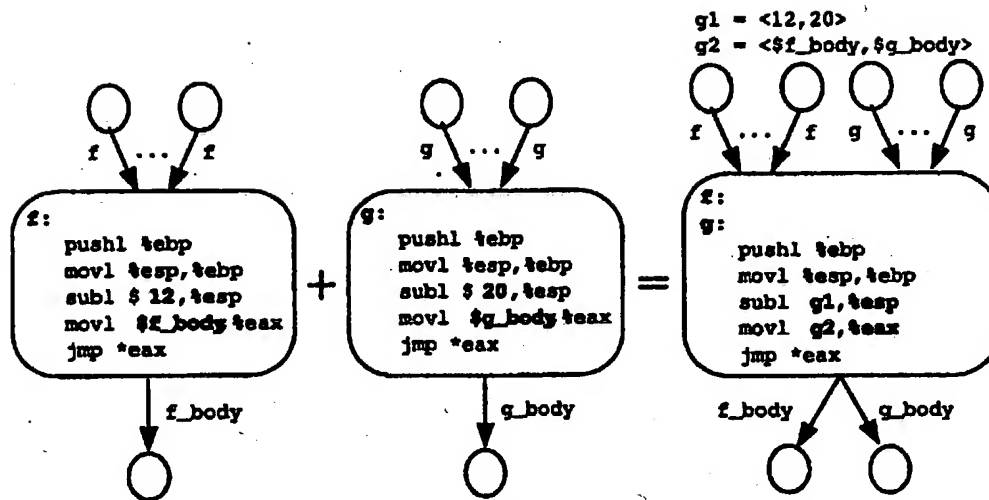 g1 = <12,20>
g2 = <$f_body,$g_body>
f ... f
g ... g
f ... f
g ... g
f:
pushl %ebp
movl %esp,%ebp
subl $ 12,%esp
movl $f_body,%eax
jmp *eax
f_body
+
g:
pushl %ebp
movl %esp,%ebp
subl $ 20,%esp
movl $g_body,%eax
jmp *eax
g_body
=
f:
g:
pushl %ebp
movl %esp,%ebp
subl g1,%esp
movl g2,%eax
jmp *eax
f_body
g_body